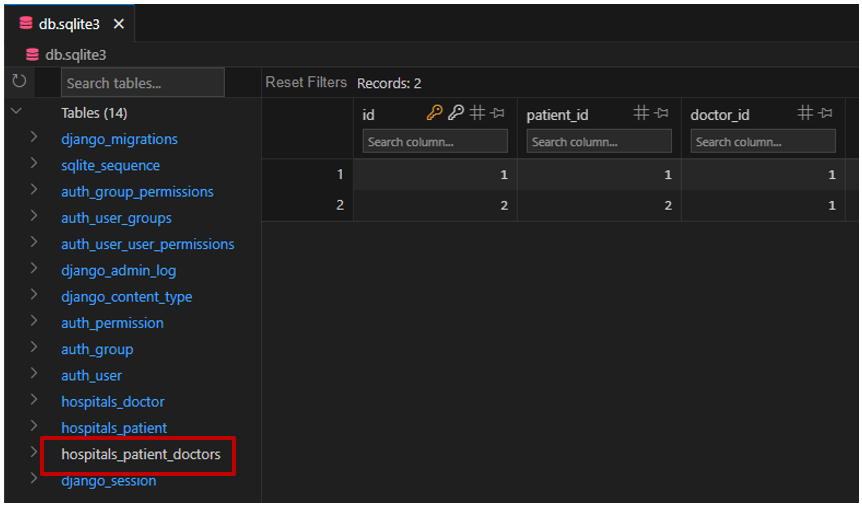 db.sqlite3
db.sqlite3
Search tables... Reset Filters Records: 2
Tables (14)
django_migrations
sqlite_sequence
auth_group_permissions
auth_user_groups
auth_user_user_permissions
django_admin_log
django_content_type
auth_permission
auth_group
auth_user
hospitals_doctor
hospitals_patient
hospitals_patient_doctors
django_session
id patient_id doctor_id
Search column... Search column... Search column...
1 1 1 1
2 2 2 1